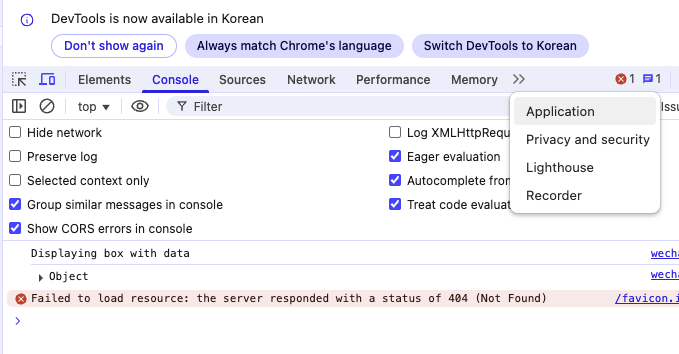 DevTools is now available in Korean
Don't show again
Always match Chrome's language
Switch DevTools to Korean
Elements
Console
Sources
Network
Performance
Memory
1
1
top
Filter
Issu
Application
Privacy and security
Lighthouse
Recorder
Hide network
Log XMLHttpRequ
Preserve log
Eager evaluation
Selected context only
Autocomplete from
Group similar messages in console
Treat code evaluat
Show CORS errors in console
Displaying box with data
wecha
Object
wecha
Failed to load resource: the server responded with a status of 404 (Not Found)
/favicon.i